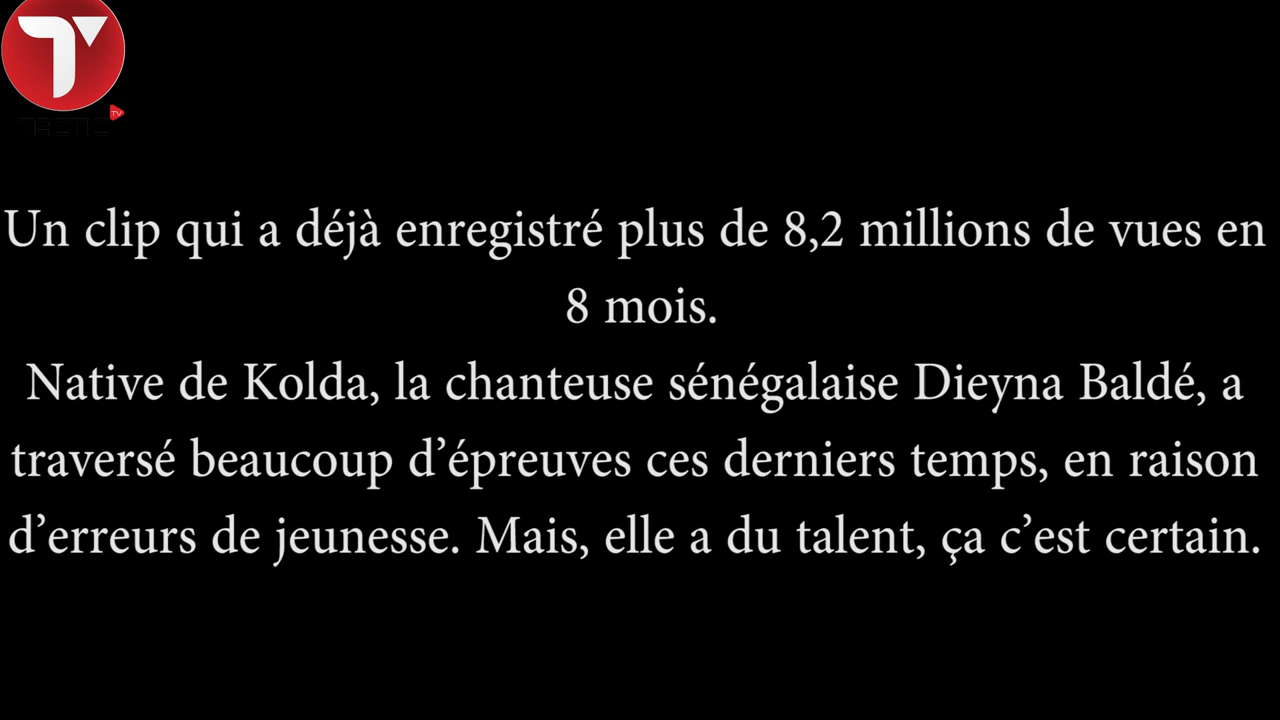 TV
Un clip qui a déjà enregistré plus de 8,2 millions de vues en
8 mois.
Native de Kolda, la chanteuse sénégalaise Dieyna Baldé, a
traversé beaucoup d’épreuves ces derniers temps, en raison
d’erreurs de jeunesse. Mais, elle a du talent, ça c’est certain.